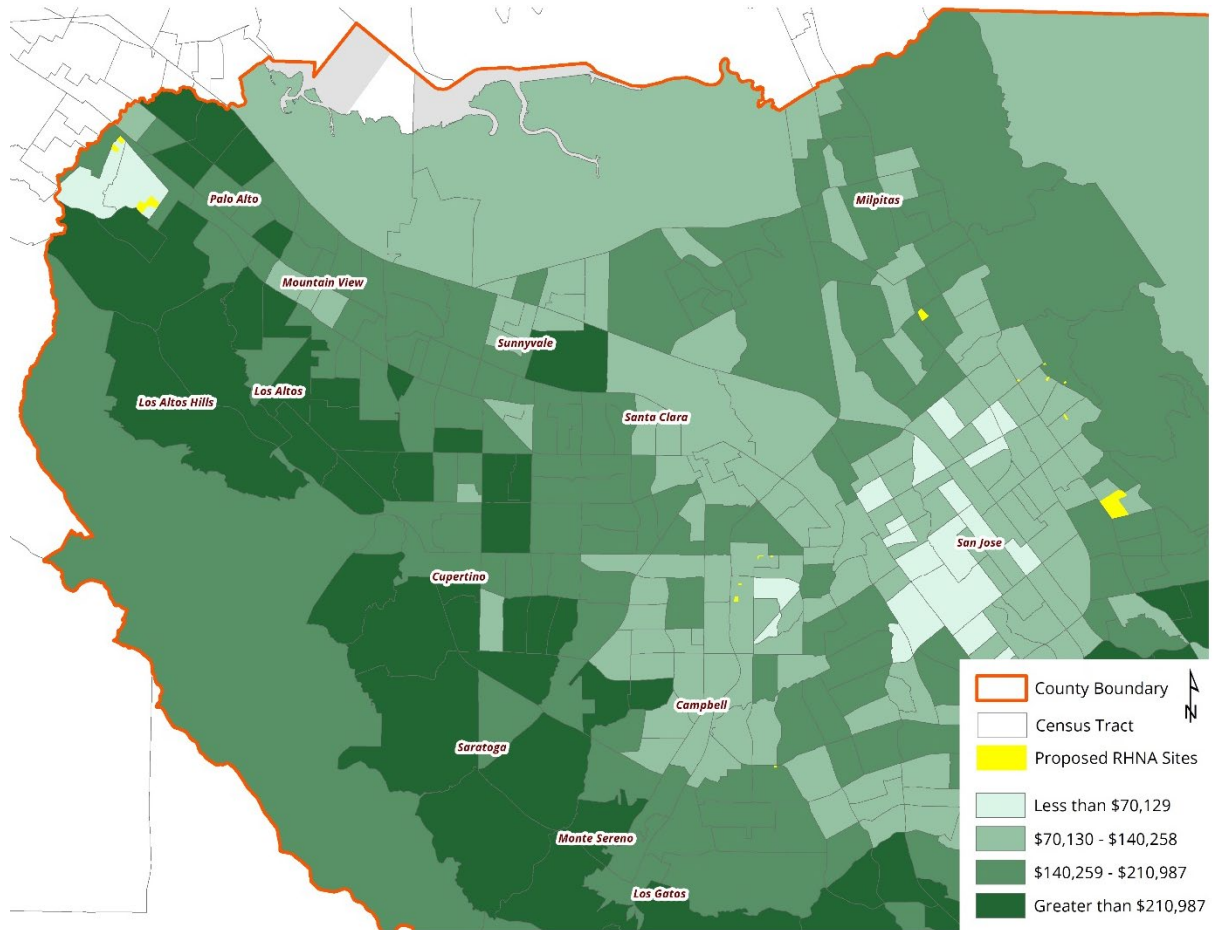 Palo Alto
Milpitas
Mountain View
Sunnyvale
Los Altos
Los Altos Hills
Santa Clara
San Jose
Cupertino
Campbell
Saratoga
Monte Sereno
Los Gatos
County Boundary
N
Census Tract
Proposed RHNA Sites
Less than $70,129
$70,130 - $140,258
$140,259 - $210,987
Greater than $210,987